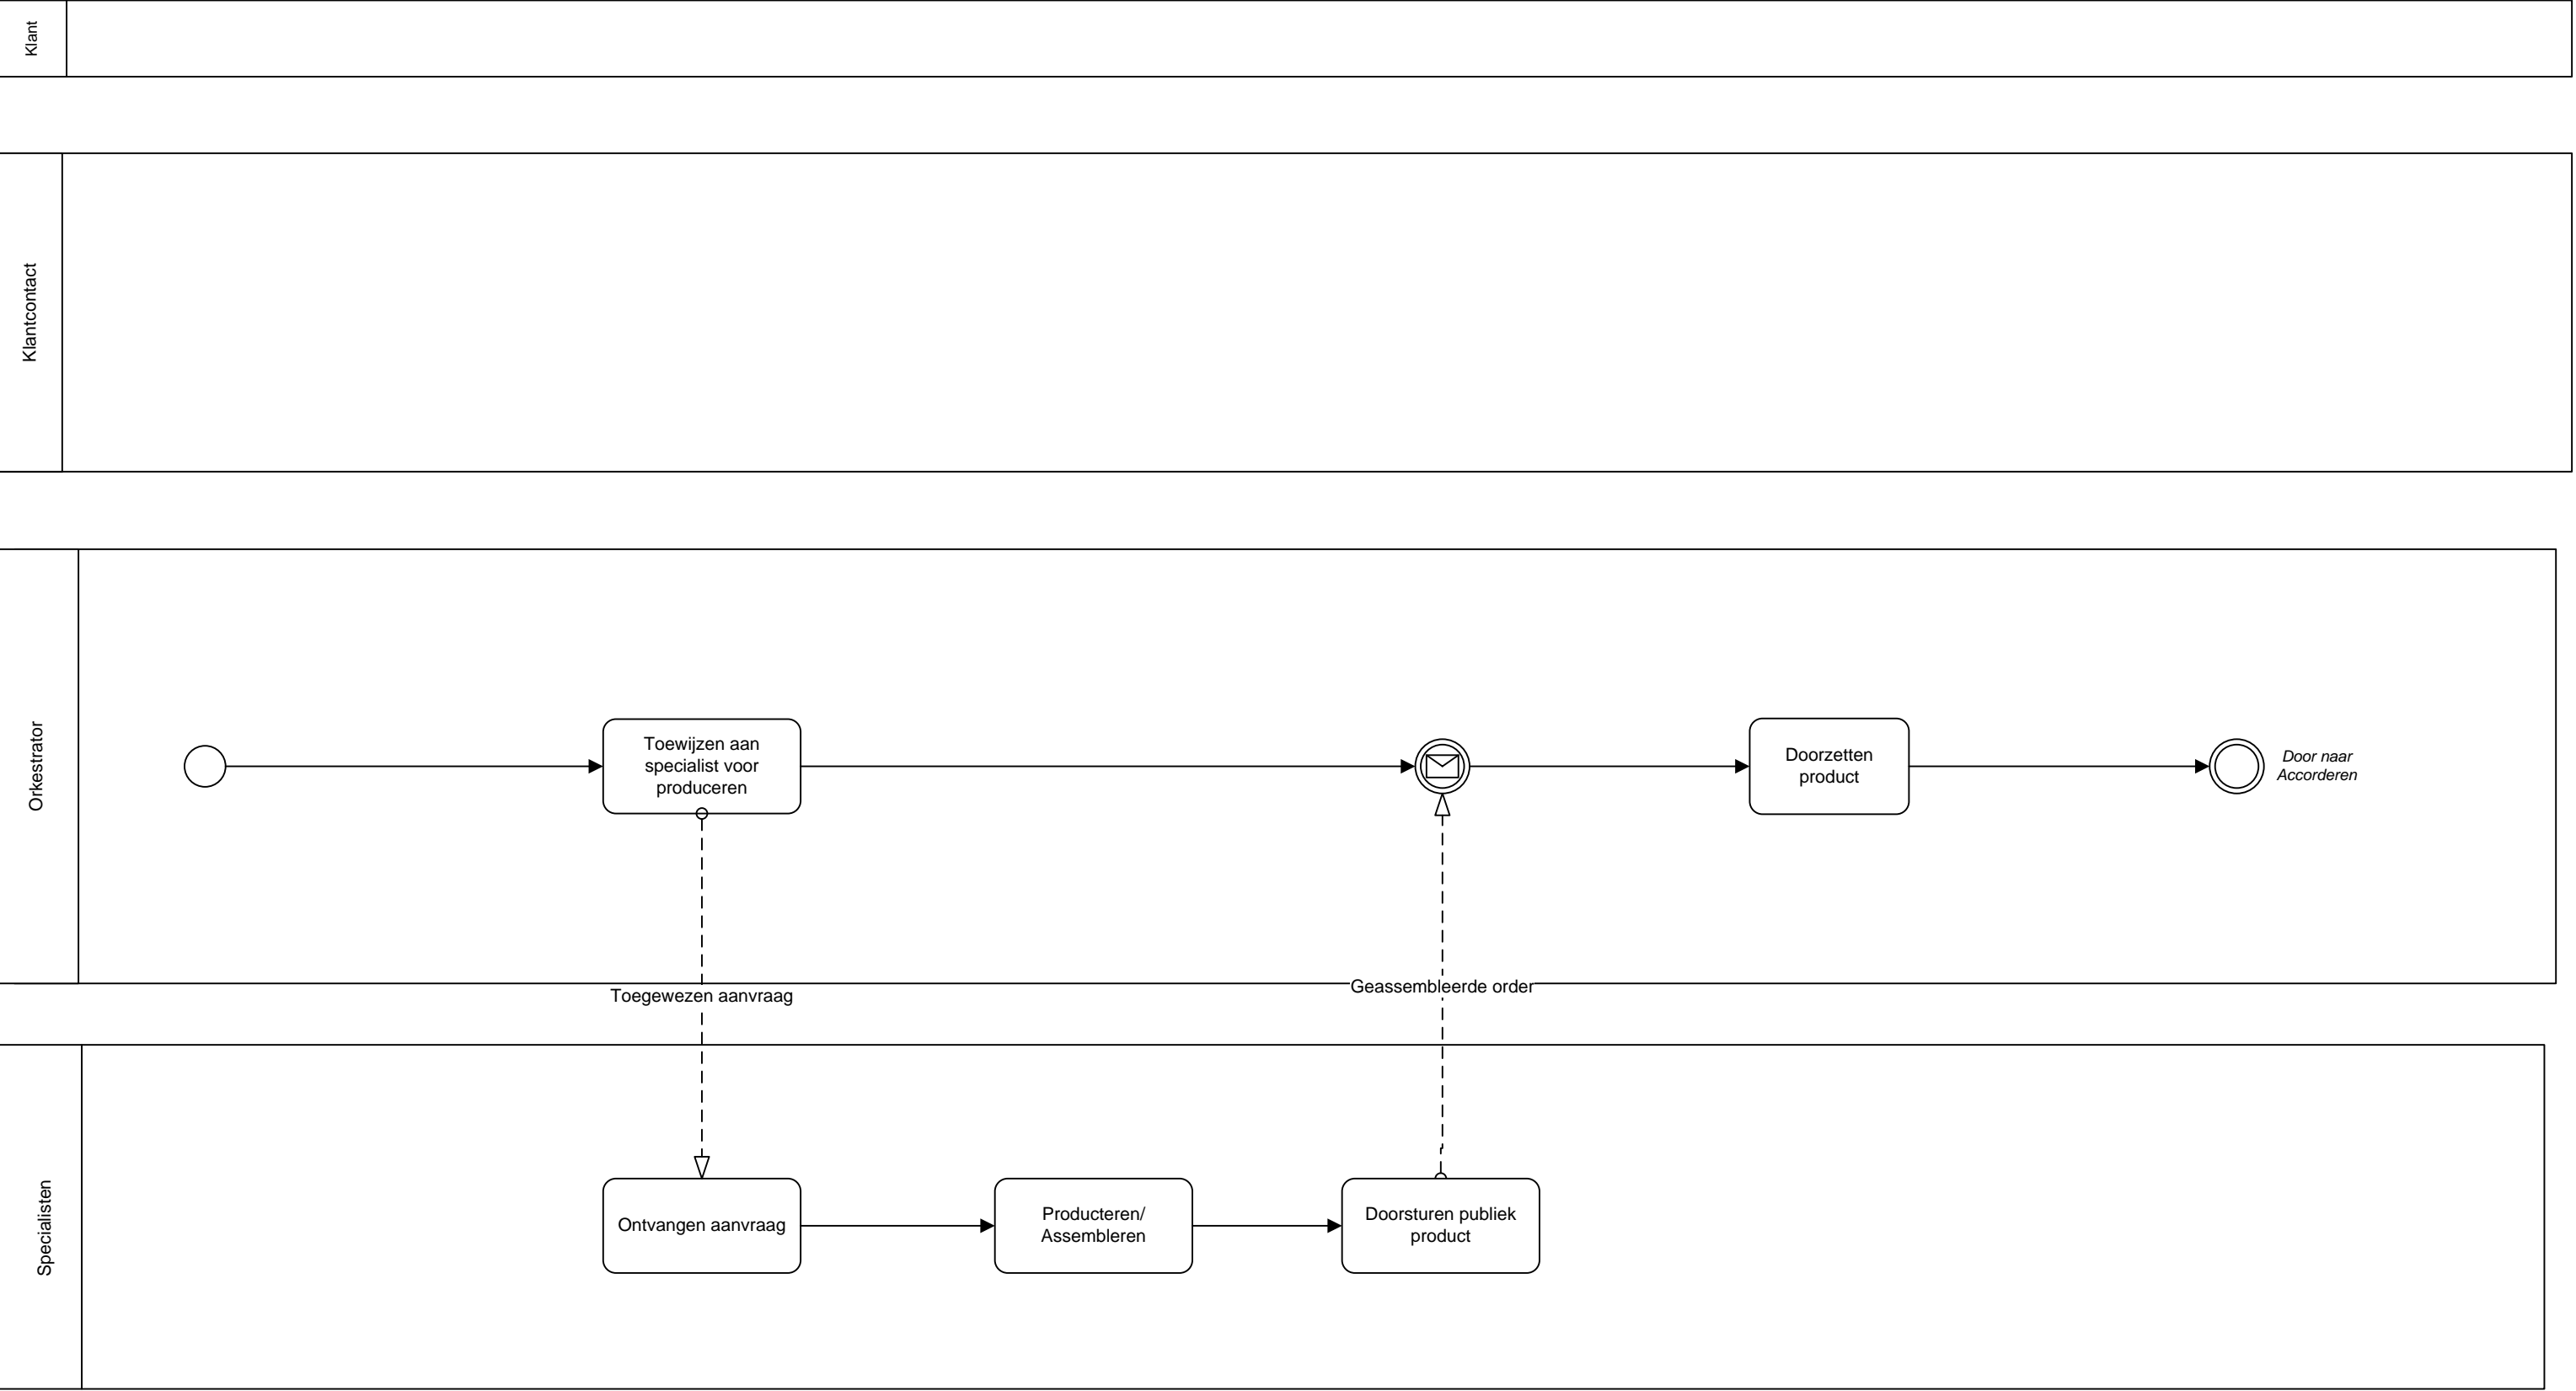 Klant
Klantcontact
Orkestrator
Toewijzen aan
specialist voor
produceren
Doorzetten
product
Door naar
Accorderen
Toegewezen aanvraag
Geassembleerde order
Specialisten
Ontvangen aanvraag
Producteren/
Assembleren
Doorsturen publiek
product